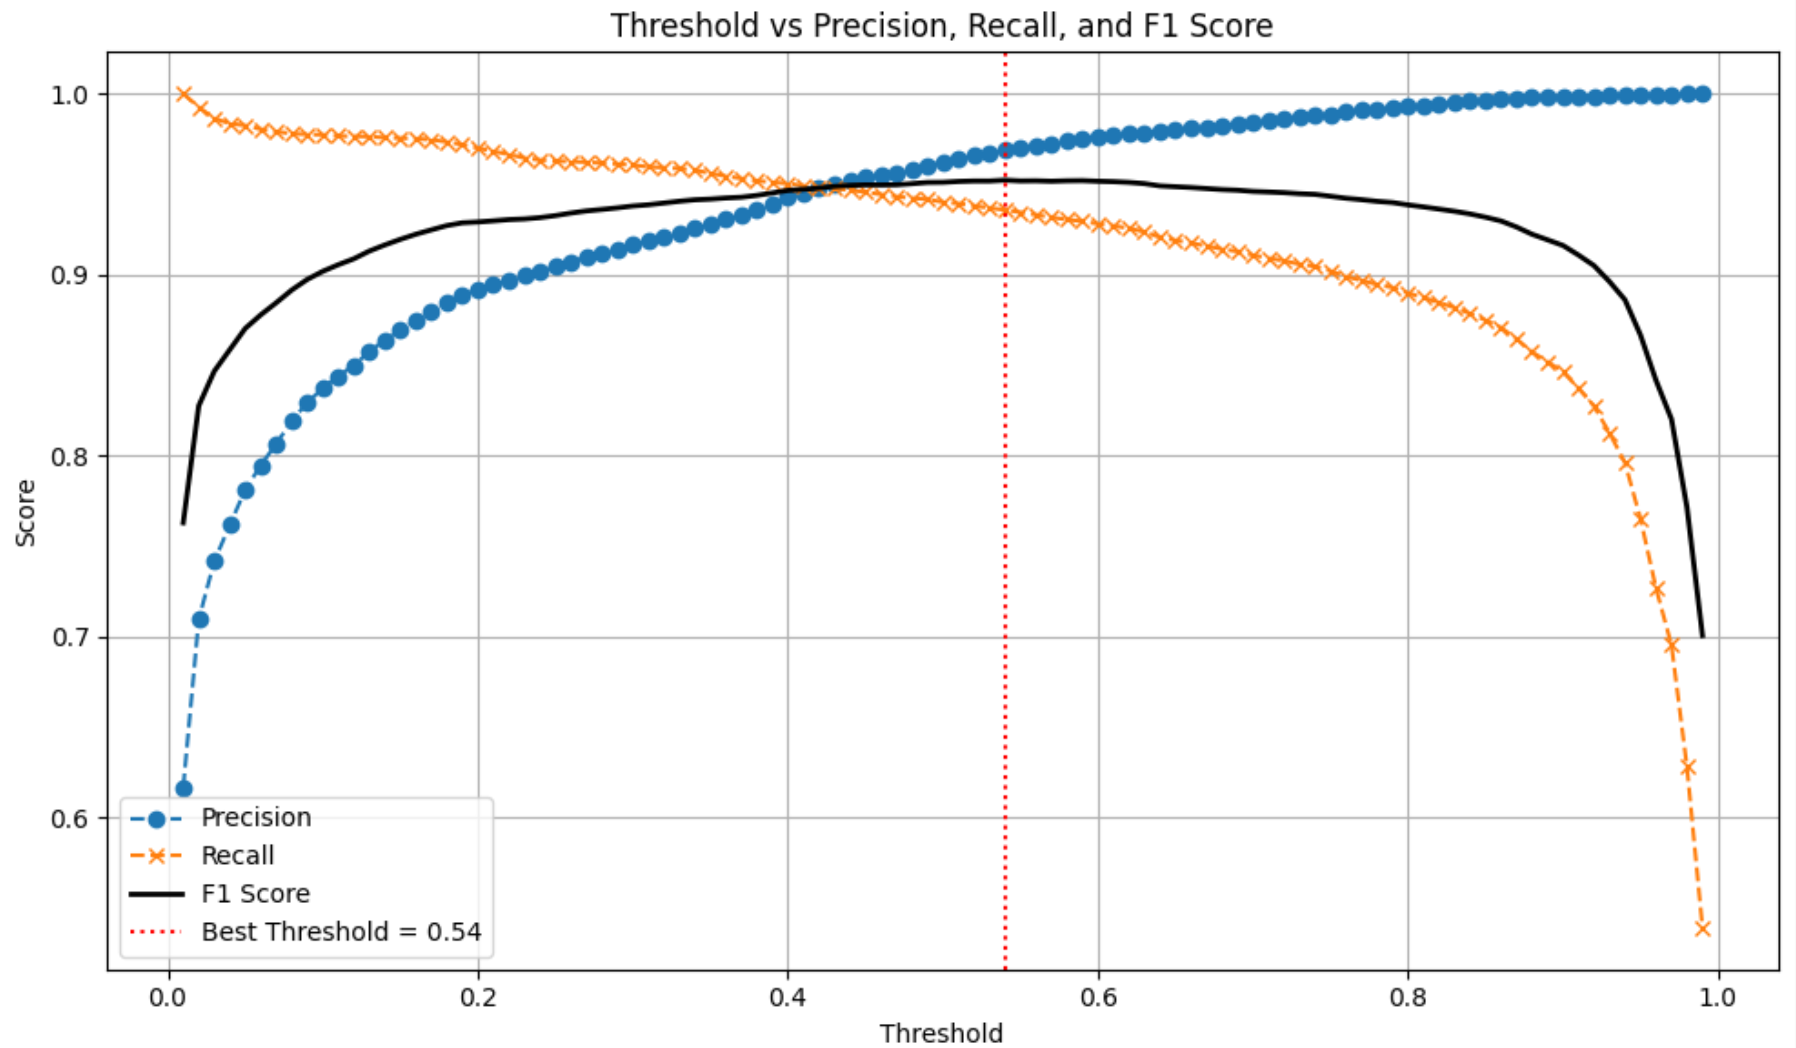 Threshold vs Precision, Recall, and F1 Score
1.0
0.9
0.8
0.7
0.6
Score
Precision
Recall
F1 Score
Best Threshold = 0.54
0.0 0.2 0.4 0.6 0.8 1.0
Threshold